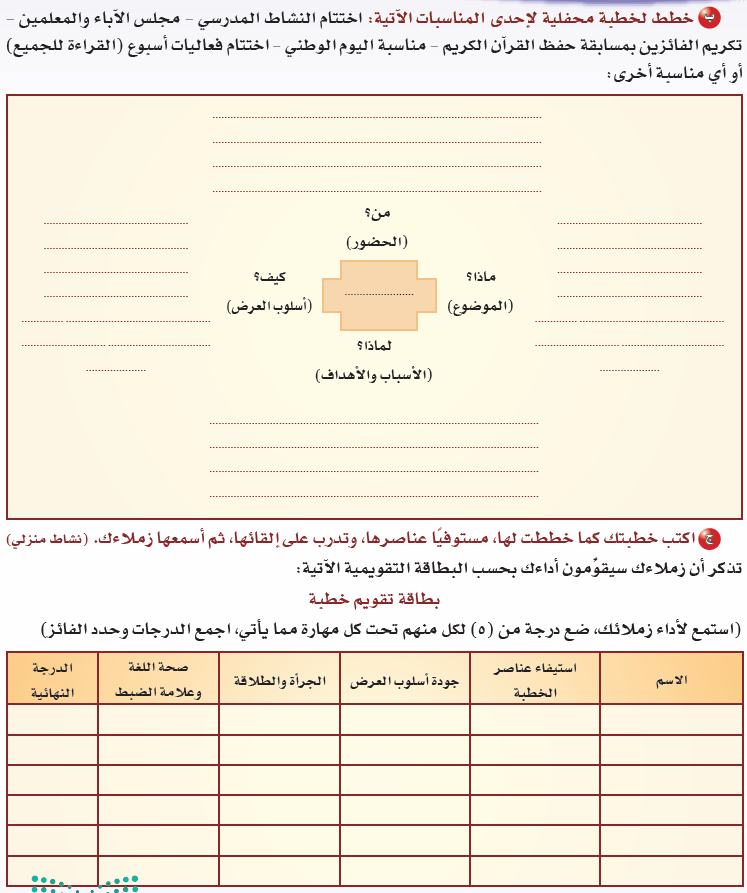 ب خطط لخطبة محفلية لإحدى المناسبات الآتية: اختتام النشاط المدرسي – مجلس الآباء والمعلمين –
تكريم الفائزين بمسابقة حفظ القرآن الكريم – مناسبة اليوم الوطني – اختتام فعاليات أسبوع (القراءة للجميع)
أو أي مناسبة أخرى:
من؟
(الحضور)
ماذا؟
(الموضوع)
كيف؟
(أسلوب العرض)
لماذا؟
(الأسباب والأهداف)
ج اكتب خطبتك كما خططت لها، مستوفيًا عناصرها، وتدرب على إلقائها، ثم أسمعها زملاءك. (نشاط منزلي)
تذكر أن زملاءك سيقوِّمون أداءك بحسب البطاقة التقويمية الآتية:
بطاقة تقويم خطبة
(استمع لأداء زملائك، ضع درجة من (٥) لكل منهم تحت كل مهارة مما يأتي، اجمع الدرجات وحدد الفائز)
الاسم
استيفاء عناصر
الخطبة
جودة أسلوب العرض
الجرأة والطلاقة
صحة اللغة
وعلامة الضبط
الدرجة
النهائية